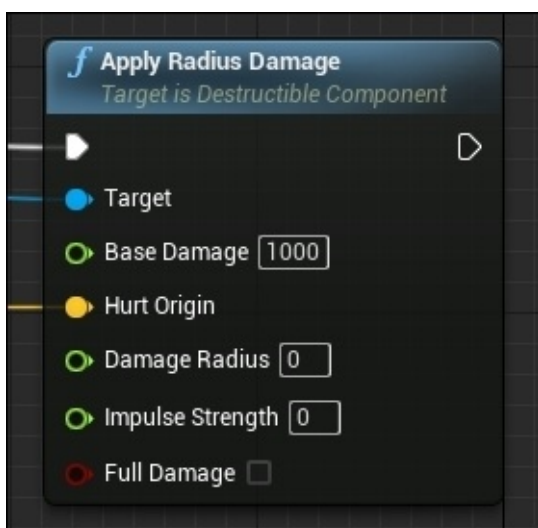 f Apply Radius Damage
Target is Destructible Component
Target
Base Damage 1000
Hurt Origin
Damage Radius 0
Impulse Strength 0
Full Damage